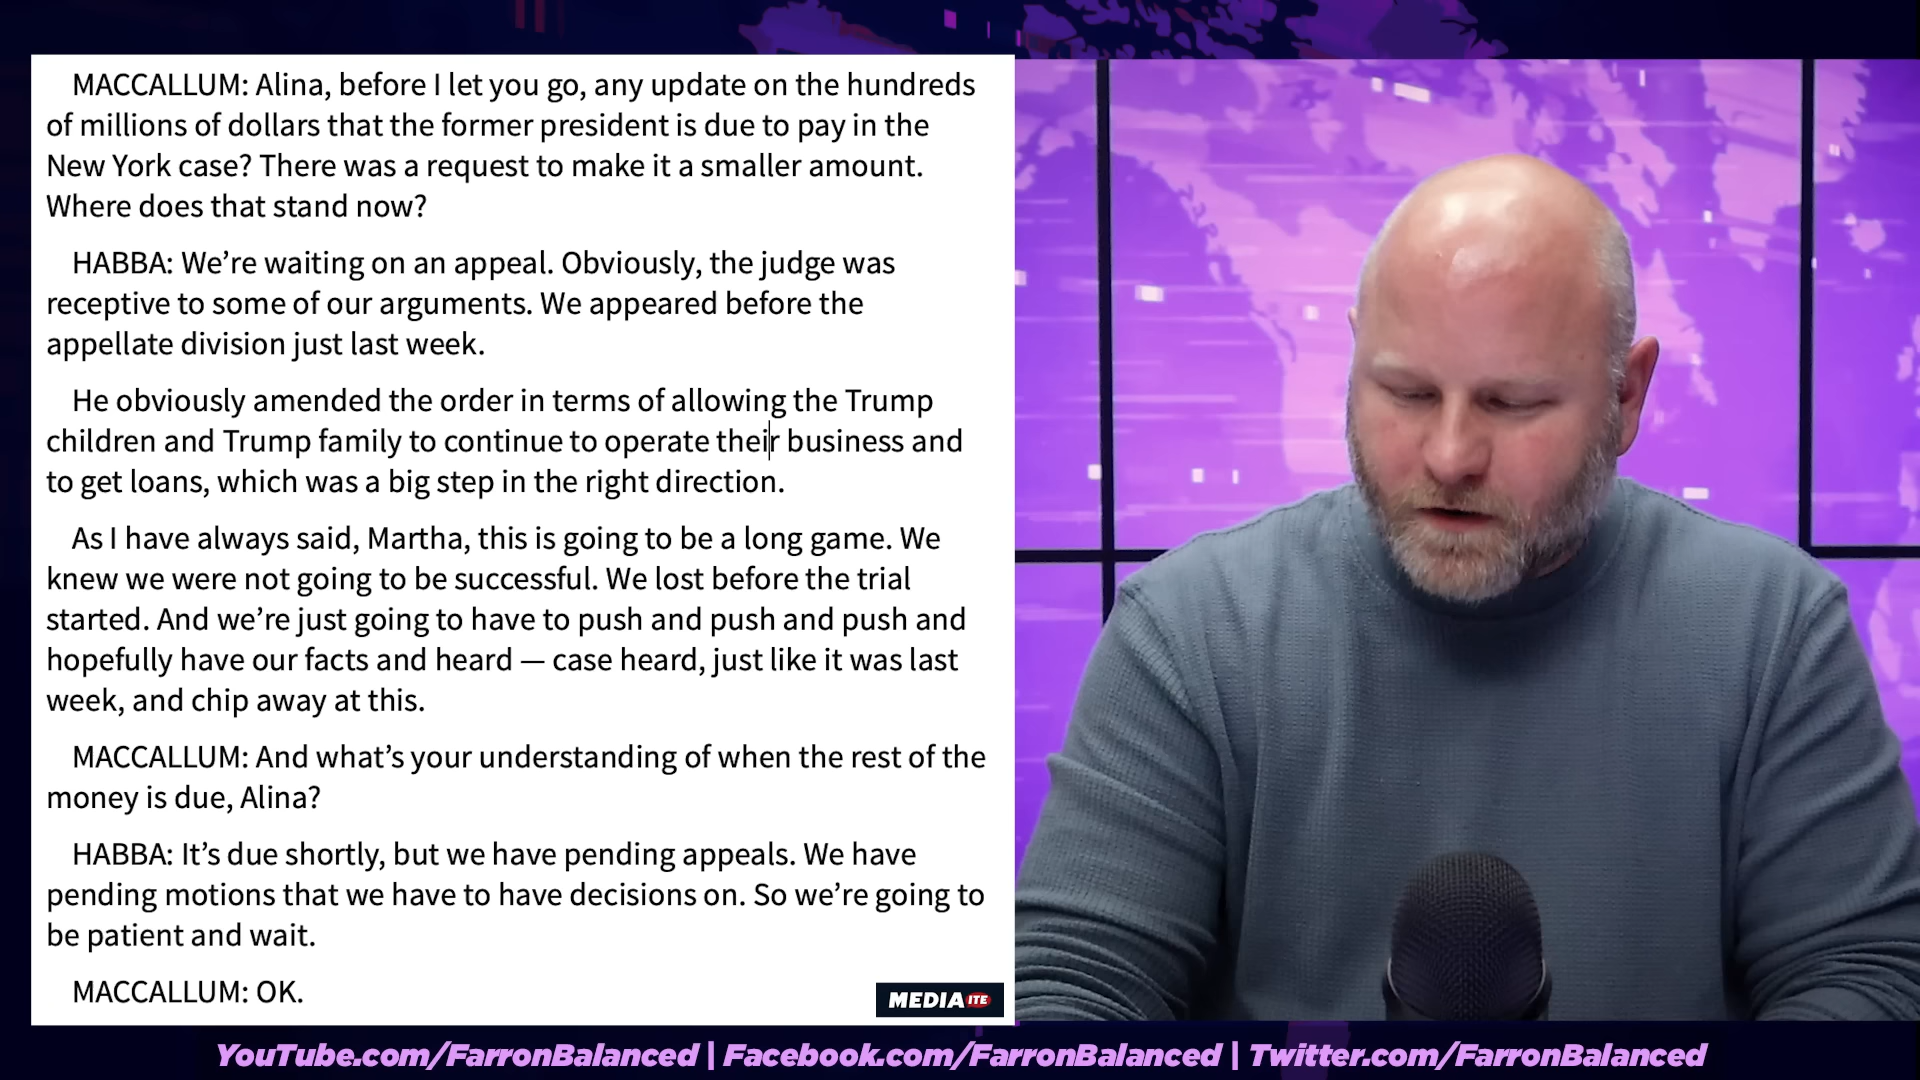 MACCALLUM: Alina, before I let you go, any update on the hundreds
of millions of dollars that the former president is due to pay in the
New York case? There was a request to make it a smaller amount.
Where does that stand now?
HABBA: We’re waiting on an appeal. Obviously, the judge was
receptive to some of our arguments. We appeared before the
appellate division just last week.
He obviously amended the order in terms of allowing the Trump
children and Trump family to continue to operate their business and
to get loans, which was a big step in the right direction.
As I have always said, Martha, this is going to be a long game. We
knew we were not going to be successful. We lost before the trial
started. And we’re just going to have to push and push and push and
hopefully have our facts and heard — case heard, just like it was last
week, and chip away at this.
MACCALLUM: And what’s your understanding of when the rest of the
money is due, Alina?
HABBA: It’s due shortly, but we have pending appeals. We have
pending motions that we have to have decisions on. So we’re going to
be patient and wait.
MACCALLUM: OK.
MEDIAITE
YouTube.com/FarronBalanced | Facebook.com/FarronBalanced | Twitter.com/FarronBalanced